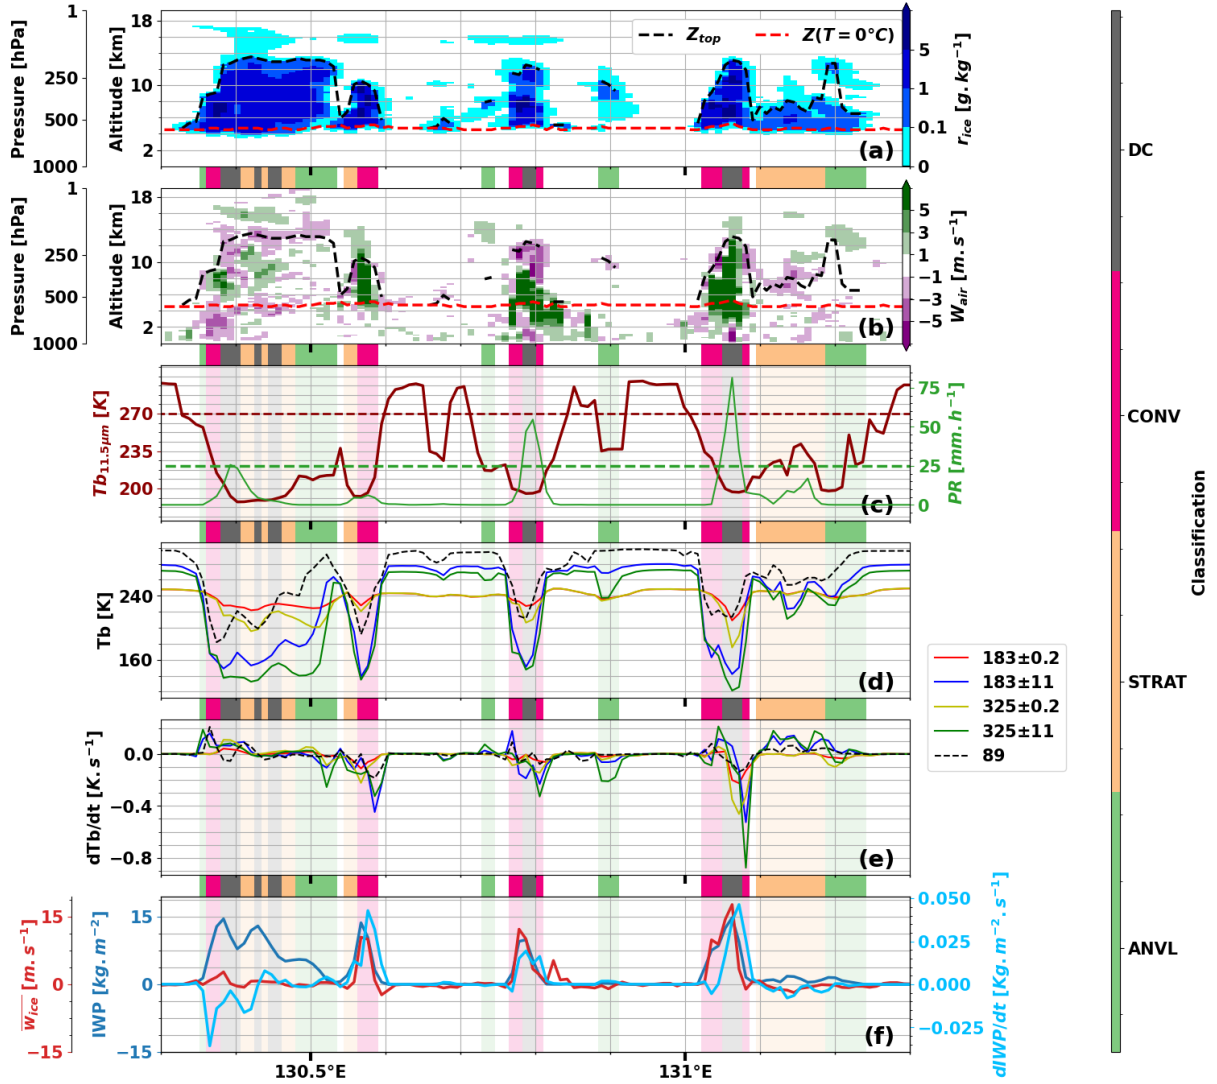 1
250
500
1000
Pressure [hPa]
18
10
2
Altitude [km]
Z_top
Z(T = 0°C)
(a)
5
1
0.1
0
r_ice [g.kg⁻¹]
1
250
500
1000
Pressure [hPa]
18
10
2
Altitude [km]
(b)
5
3
1
−1
−3
−5
W_air [m.s⁻¹]
270
235
200
Tb_11.5μm [K]
(c)
75
50
25
0
PR [mm.h⁻¹]
240
160
Tb [K]
(d)
0.0
−0.4
−0.8
dTb/dt [K.s⁻¹]
(e)
183±0.2
183±11
325±0.2
325±11
89
15
0
−15
w_ice [m.s⁻¹]
15
0
−15
IWP [kg.m⁻²]
(f)
0.050
0.025
0.000
−0.025
dIWP/dt [Kg.m⁻².s⁻¹]
130.5°E
131°E
DC
CONV
STRAT
ANVL
Classification